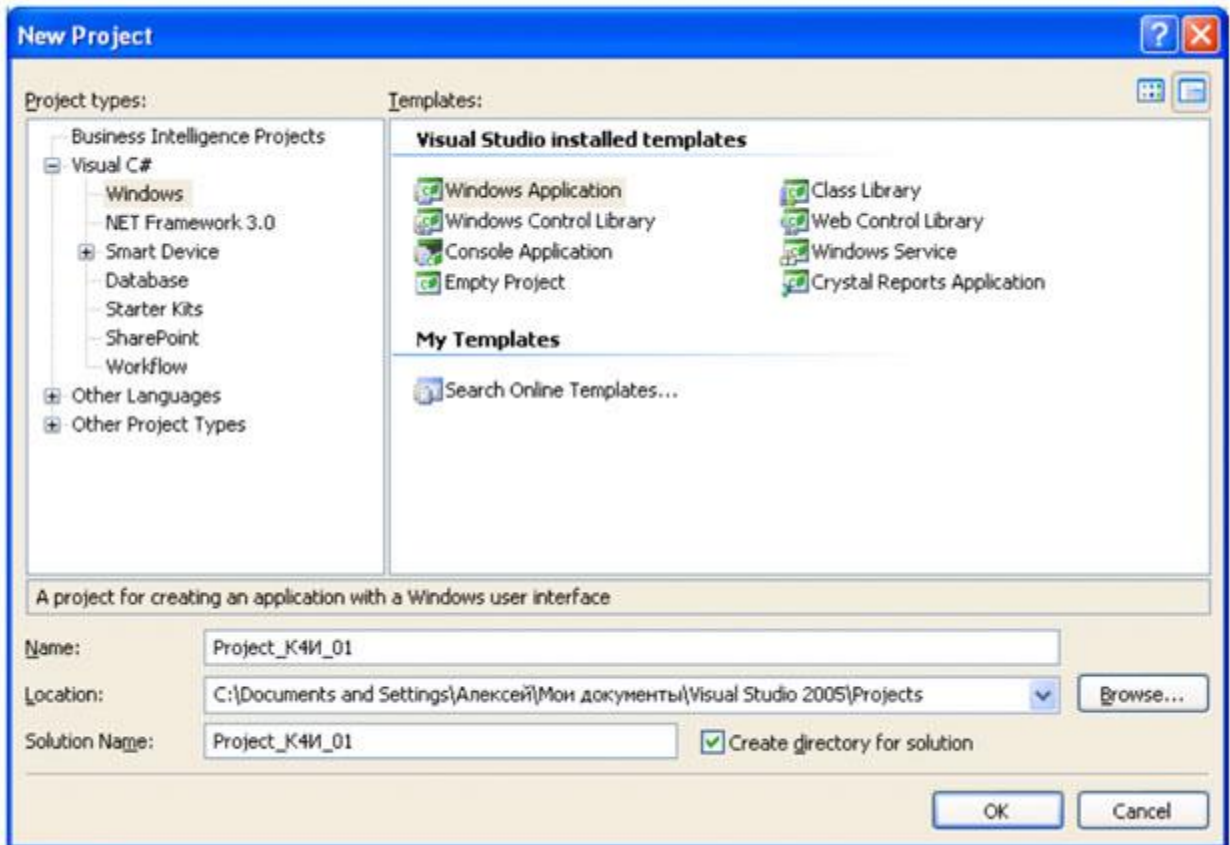 New Project
Project types:
Templates:
Business Intelligence Projects
Visual C#
Windows
NET Framework 3.0
Smart Device
Database
Starter Kits
SharePoint
Workflow
Other Languages
Other Project Types
Visual Studio installed templates
Windows Application
Class Library
Windows Control Library
Web Control Library
Console Application
Windows Service
Empty Project
Crystal Reports Application
My Templates
Search Online Templates...
A project for creating an application with a Windows user interface
Name: Project_К4И_01
Location: C:\Documents and Settings\Алексей\Мои документы\Visual Studio 2005\Projects Browse...
Solution Name: Project_К4И_01 Create directory for solution
OK Cancel